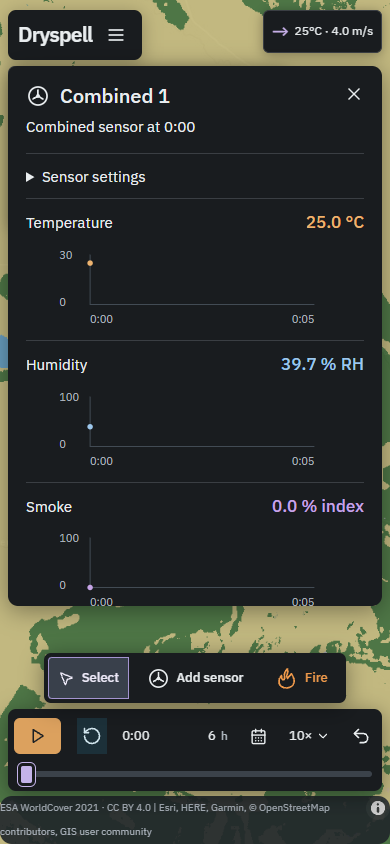 Dryspell
25°C · 4.0 m/s
Combined 1
Combined sensor at 0:00
Sensor settings
Temperature 25.0 °C
30
0
0:00 0:05
Humidity 39.7 % RH
100
0
0:00 0:05
Smoke 0.0 % index
100
0
0:00 0:05
Select Add sensor Fire
0:00 6 h 10×
ESA WorldCover 2021 · CC BY 4.0 | Esri, HERE, Garmin, © OpenStreetMap
contributors, GIS user community